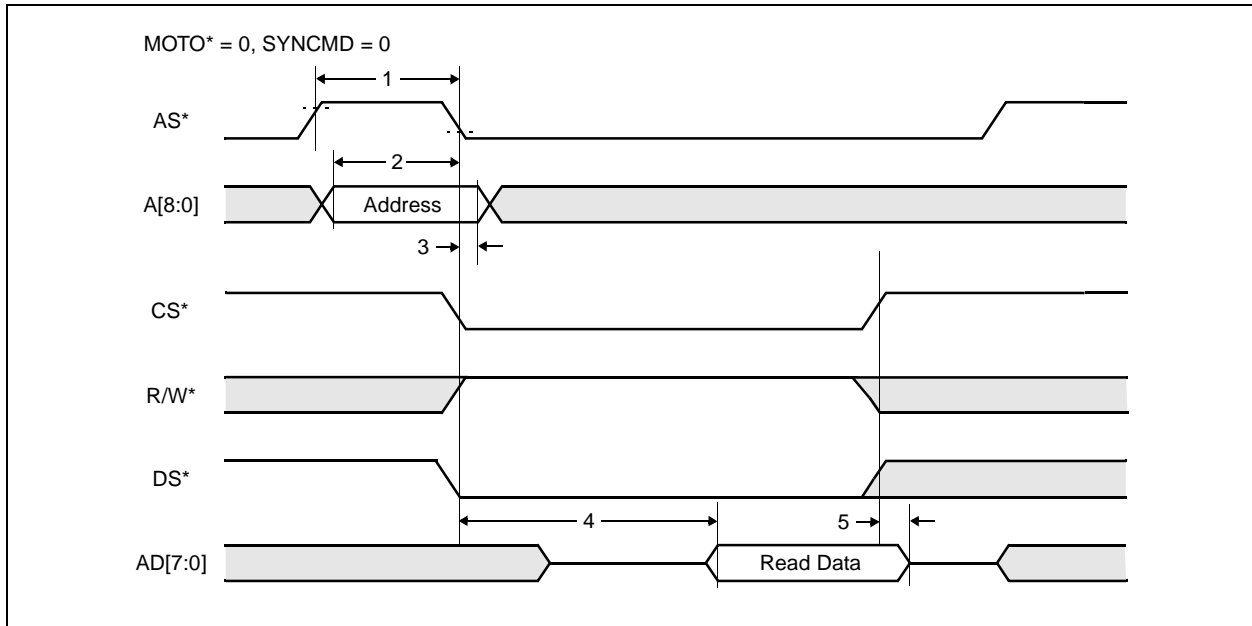 MOTO* = 0, SYNCMD = 0
1
AS*
2
A[8:0]
Address
3
CS*
R/W*
DS*
4
5
AD[7:0]
Read Data